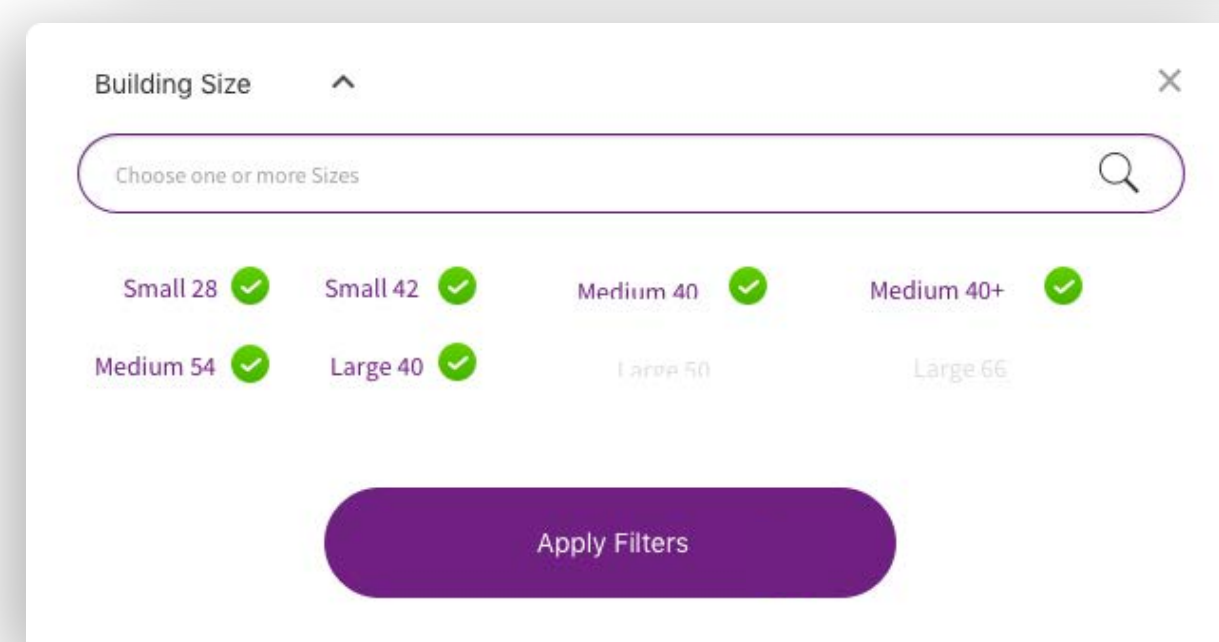 Building Size
Choose one or more Sizes
Small 28 Small 42 Medium 40 Medium 40+
Medium 54 Large 40 Large 50 Large 66
Apply Filters